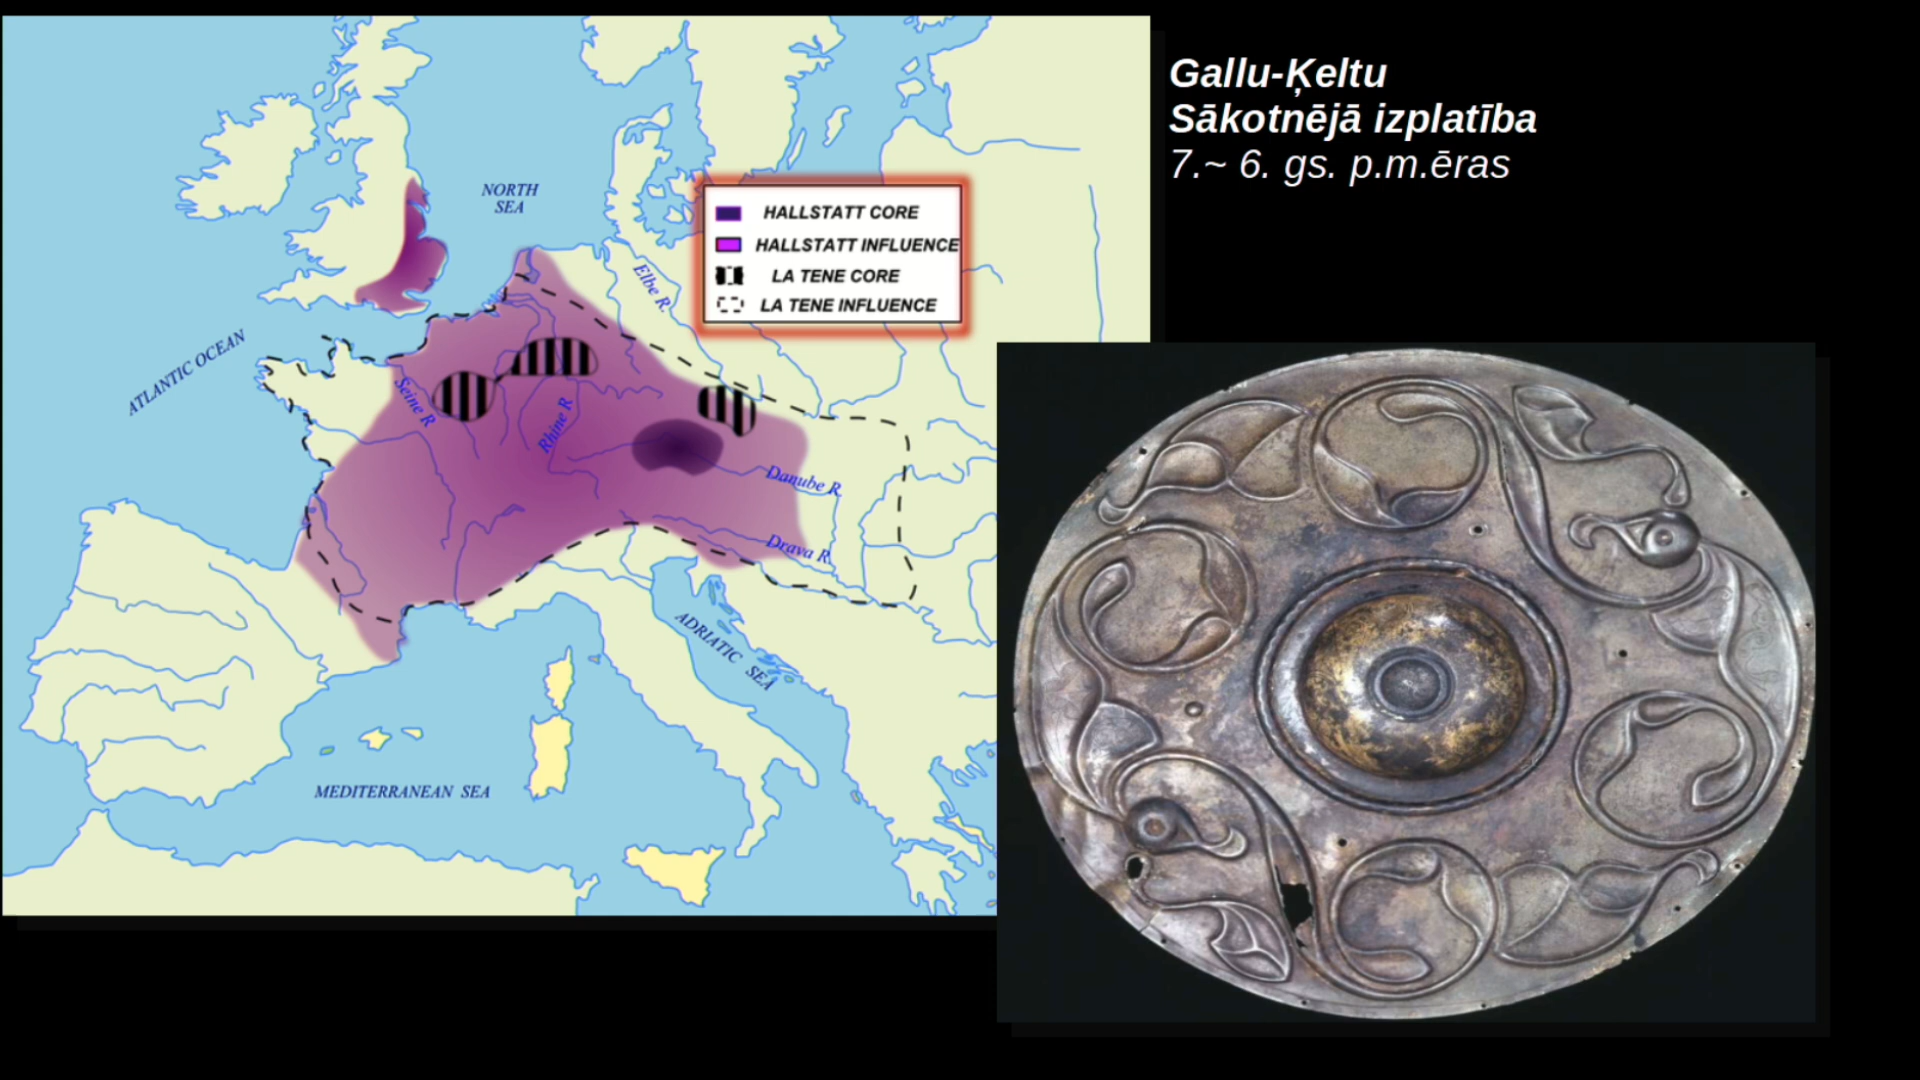 Gallu-Ķeltu
Sākotnējā izplatība
7.~ 6. gs. p.m.ēras
NORTH
SEA
HALLSTATT CORE
HALLSTATT INFLUENCE
LA TENE CORE
LA TENE INFLUENCE
Elbe R.
ATLANTIC OCEAN
Seine R
Rhine R
Danube R.
Drava R.
ADRIATIC SEA
MEDITERRANEAN SEA